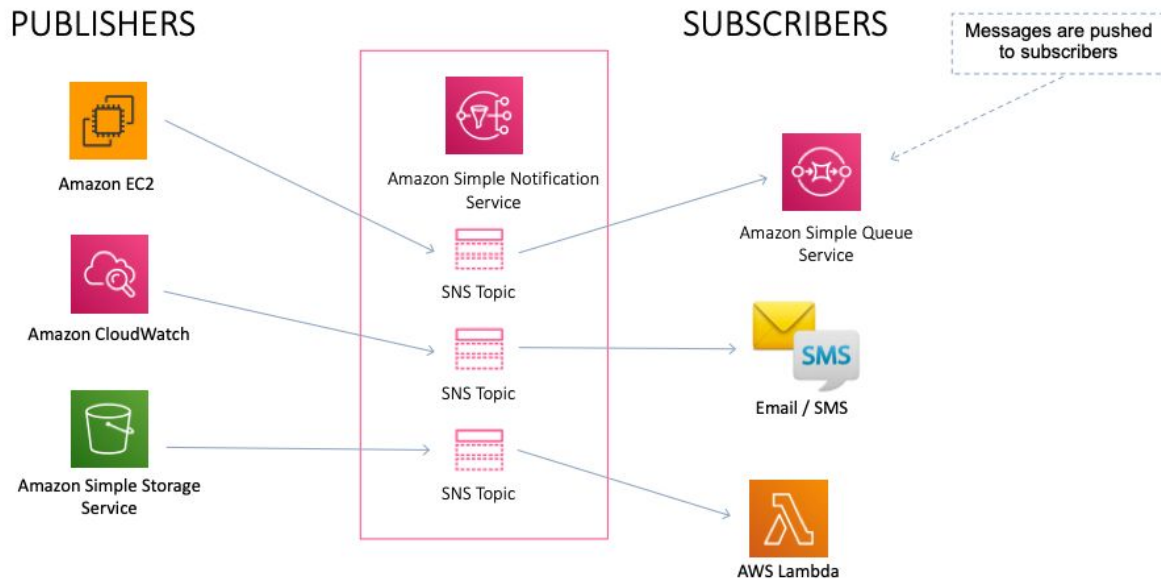 PUBLISHERS
SUBSCRIBERS
Messages are pushed
to subscribers
Amazon EC2
Amazon Simple Notification
Service
Amazon Simple Queue
Service
SNS Topic
Amazon CloudWatch
SNS Topic
SMS
Email / SMS
Amazon Simple Storage
Service
SNS Topic
AWS Lambda